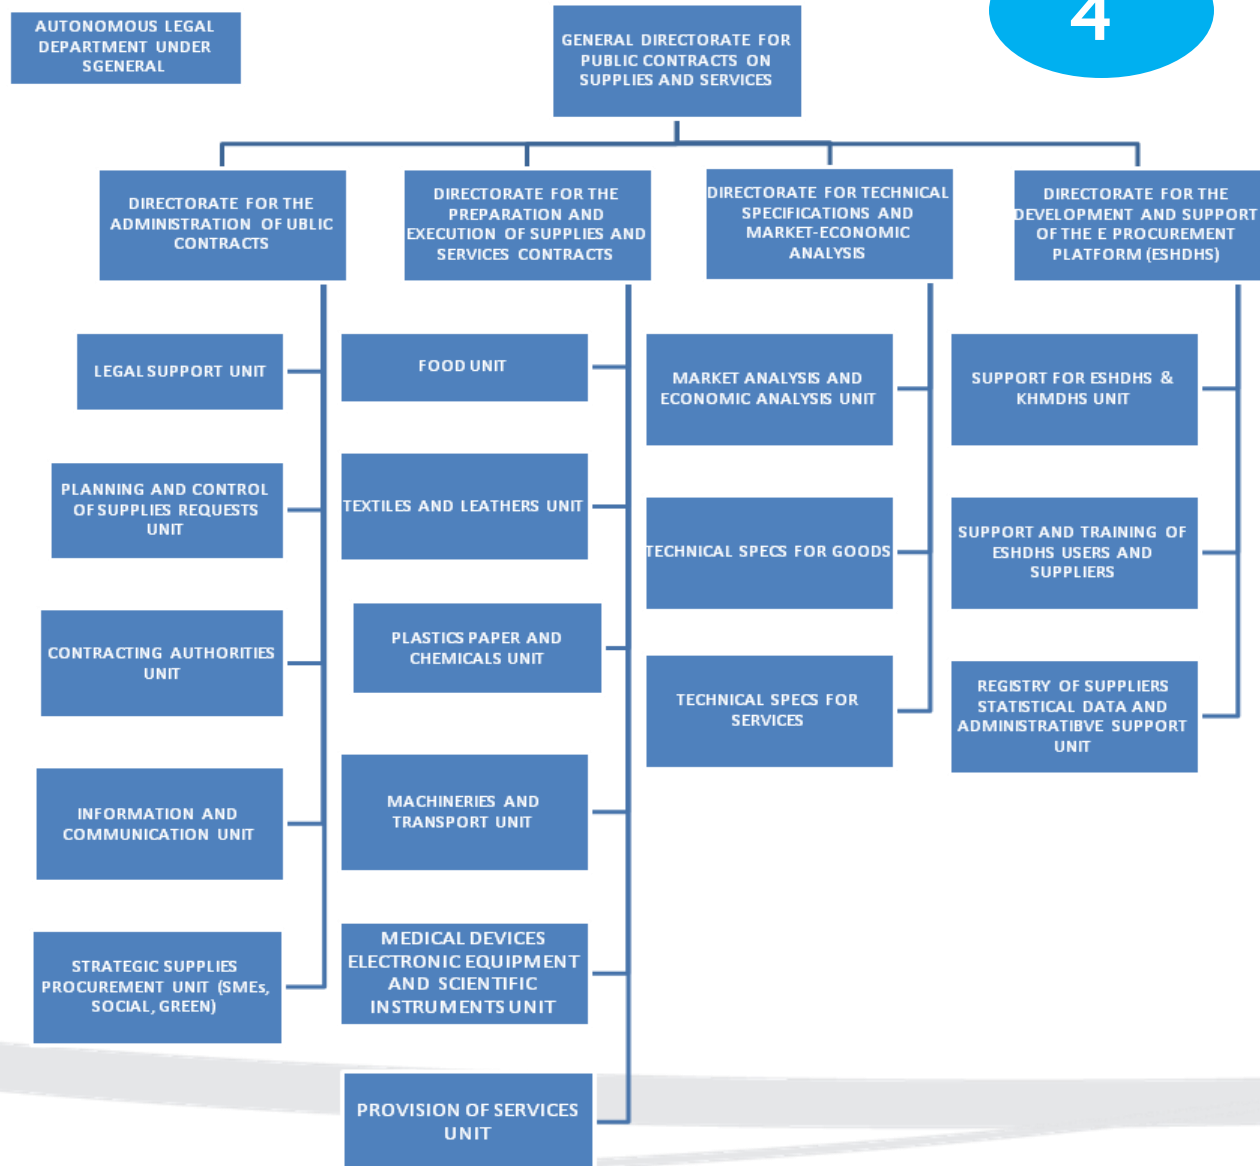 AUTONOMOUS LEGAL
DEPARTMENT UNDER
SGENERAL
GENERAL DIRECTORATE FOR
PUBLIC CONTRACTS ON
SUPPLIES AND SERVICES
4
DIRECTORATE FOR THE
ADMINISTRATION OF UBLIC
CONTRACTS
DIRECTORATE FOR THE
PREPARATION AND
EXECUTION OF SUPPLIES AND
SERVICES CONTRACTS
DIRECTORATE FOR TECHNICAL
SPECIFICATIONS AND
MARKET-ECONOMIC
ANALYSIS
DIRECTORATE FOR THE
DEVELOPMENT AND SUPPORT
OF THE E PROCUREMENT
PLATFORM (ESHDHS)
LEGAL SUPPORT UNIT
PLANNING AND CONTROL
OF SUPPLIES REQUESTS
UNIT
CONTRACTING AUTHORITIES
UNIT
INFORMATION AND
COMMUNICATION UNIT
STRATEGIC SUPPLIES
PROCUREMENT UNIT (SMEs,
SOCIAL, GREEN)
FOOD UNIT
TEXTILES AND LEATHERS UNIT
PLASTICS PAPER AND
CHEMICALS UNIT
MACHINERIES AND
TRANSPORT UNIT
MEDICAL DEVICES
ELECTRONIC EQUIPMENT
AND SCIENTIFIC
INSTRUMENTS UNIT
PROVISION OF SERVICES
UNIT
MARKET ANALYSIS AND
ECONOMIC ANALYSIS UNIT
TECHNICAL SPECS FOR GOODS
TECHNICAL SPECS FOR
SERVICES
SUPPORT FOR ESHDHS &
KHMDHS UNIT
SUPPORT AND TRAINING OF
ESHDHS USERS AND
SUPPLIERS
REGISTRY OF SUPPLIERS
STATISTICAL DATA AND
ADMINISTRATIBVE SUPPORT
UNIT